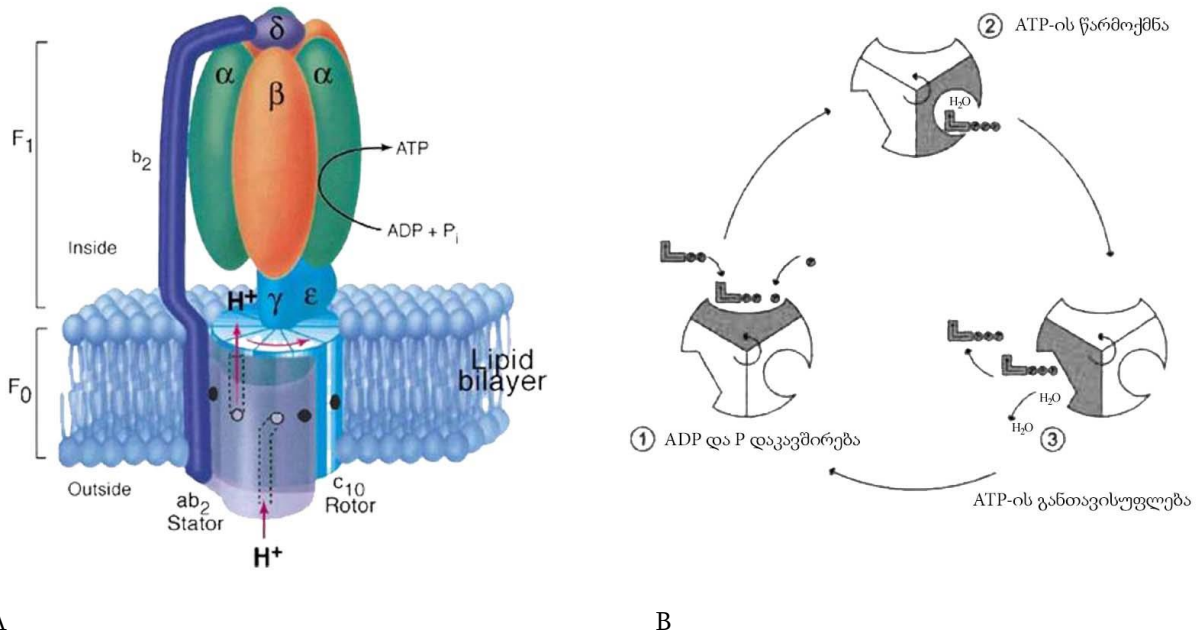 δ
α
α
β
F₁
b₂
ATP
ADP + Pᵢ
Inside
H⁺
γ
ε
Lipid
bilayer
F₀
Outside
ab₂
Stator
c₁₀
Rotor
H⁺
A
② ATP-ის წარმოქმნა
H₂O
① ADP და P დაკავშირება
H₂O
H₂O
③
ATP-ის განთავისუფლება
B